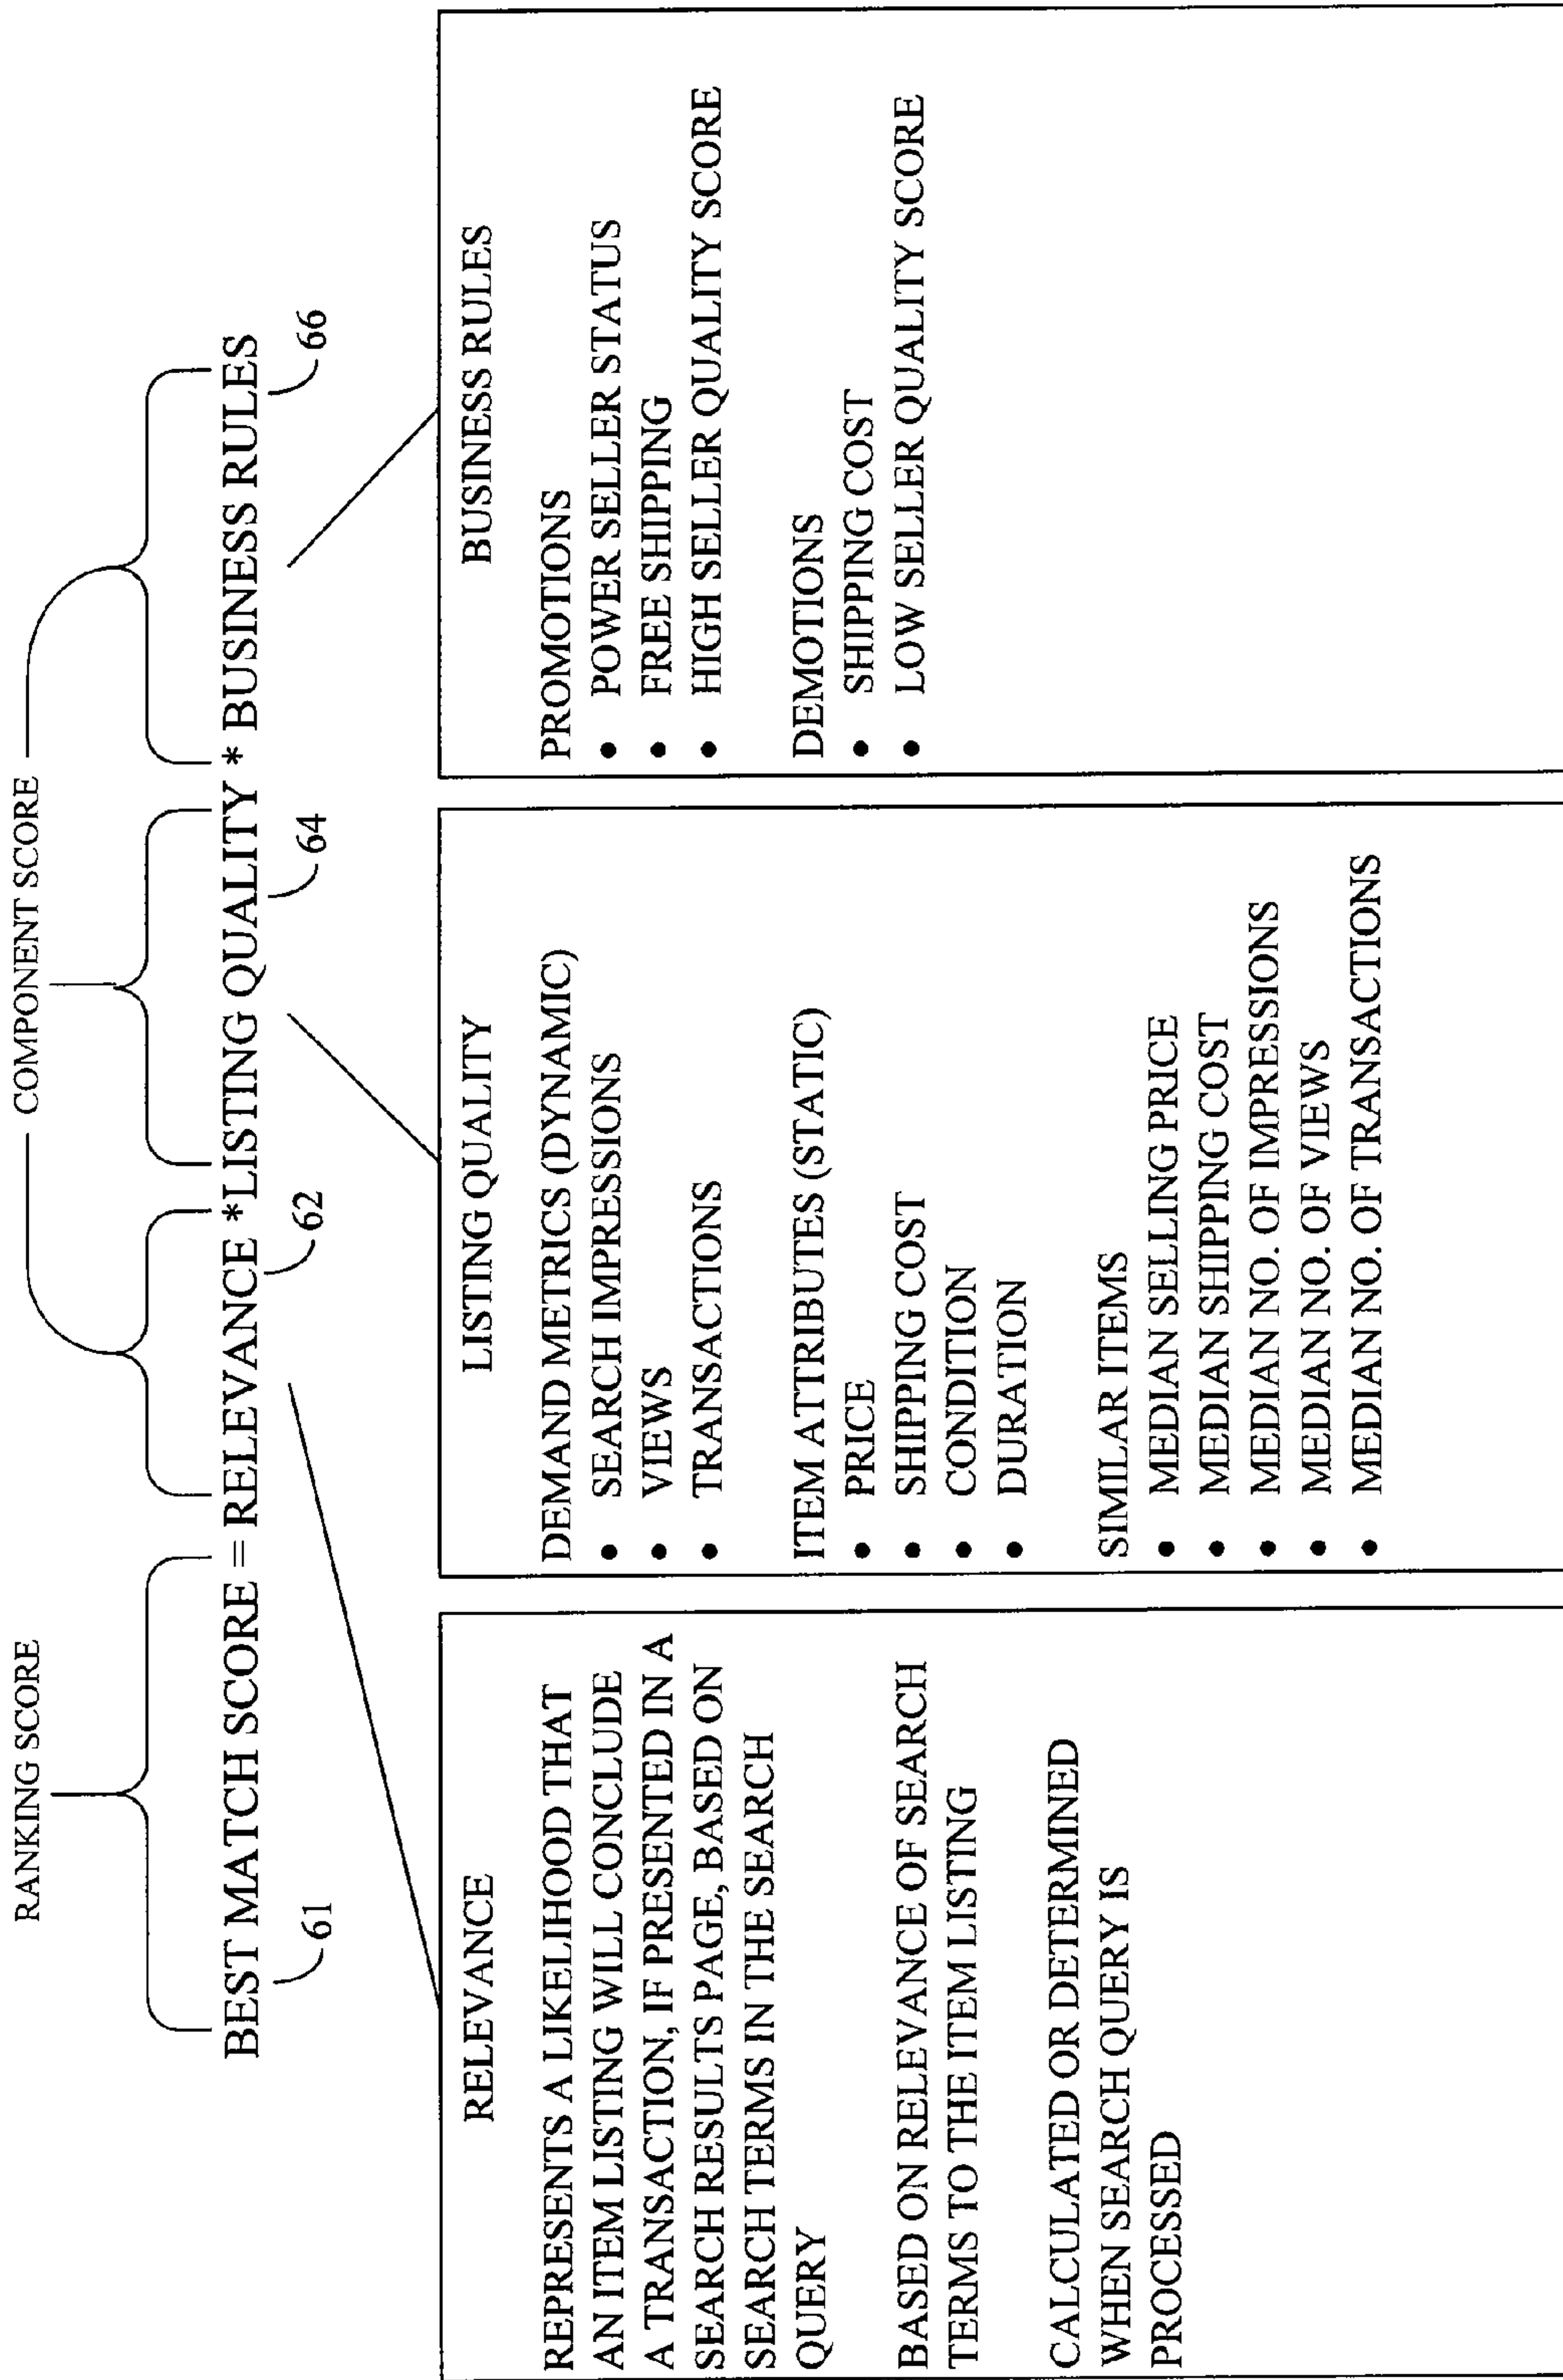 RANKING SCORE
COMPONENT SCORE
BEST MATCH SCORE = RELEVANCE *LISTING QUALITY * BUSINESS RULES
61
62
64
66
RELEVANCE
REPRESENTS A LIKELIHOOD THAT
AN ITEM LISTING WILL CONCLUDE
A TRANSACTION, IF PRESENTED IN A
SEARCH RESULTS PAGE, BASED ON
SEARCH TERMS IN THE SEARCH
QUERY
BASED ON RELEVANCE OF SEARCH
TERMS TO THE ITEM LISTING
CALCULATED OR DETERMINED
WHEN SEARCH QUERY IS
PROCESSED
LISTING QUALITY
DEMAND METRICS (DYNAMIC)
• SEARCH IMPRESSIONS
• VIEWS
• TRANSACTIONS
ITEM ATTRIBUTES (STATIC)
• PRICE
• SHIPPING COST
• CONDITION
• DURATION
SIMILAR ITEMS
• MEDIAN SELLING PRICE
• MEDIAN SHIPPING COST
• MEDIAN NO. OF IMPRESSIONS
• MEDIAN NO. OF VIEWS
• MEDIAN NO. OF TRANSACTIONS
BUSINESS RULES
PROMOTIONS
• POWER SELLER STATUS
• FREE SHIPPING
• HIGH SELLER QUALITY SCORE
DEMOTIONS
• SHIPPING COST
• LOW SELLER QUALITY SCORE